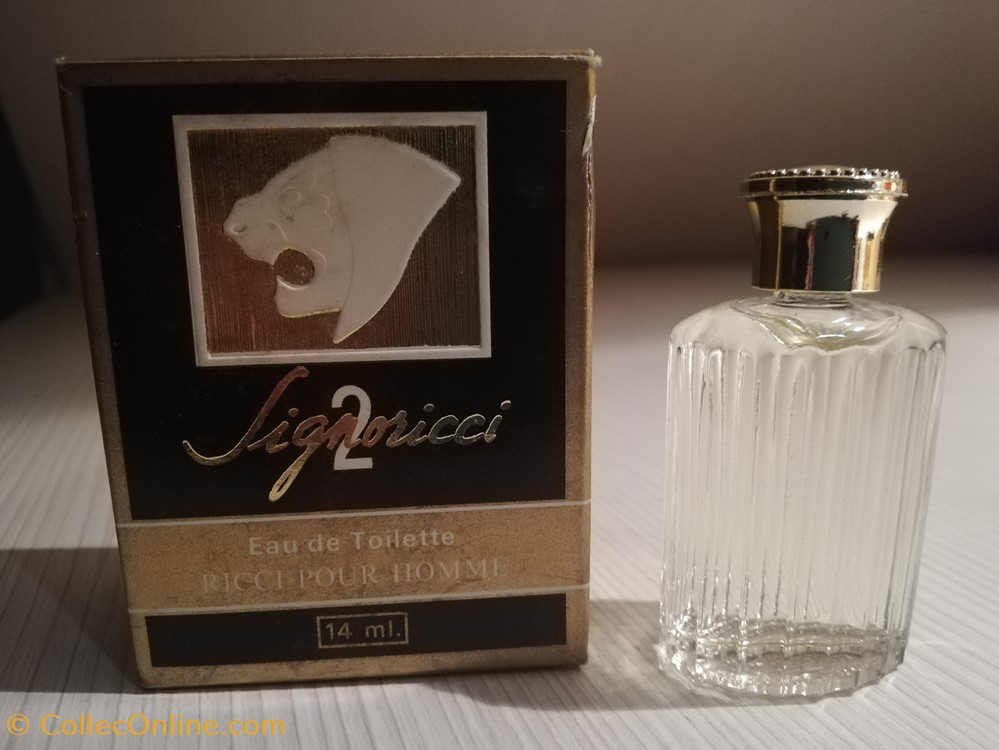 Signoricci
2
Eau de Toilette
RICCI POUR HOMME
14 ml.
© CollecOnline.com